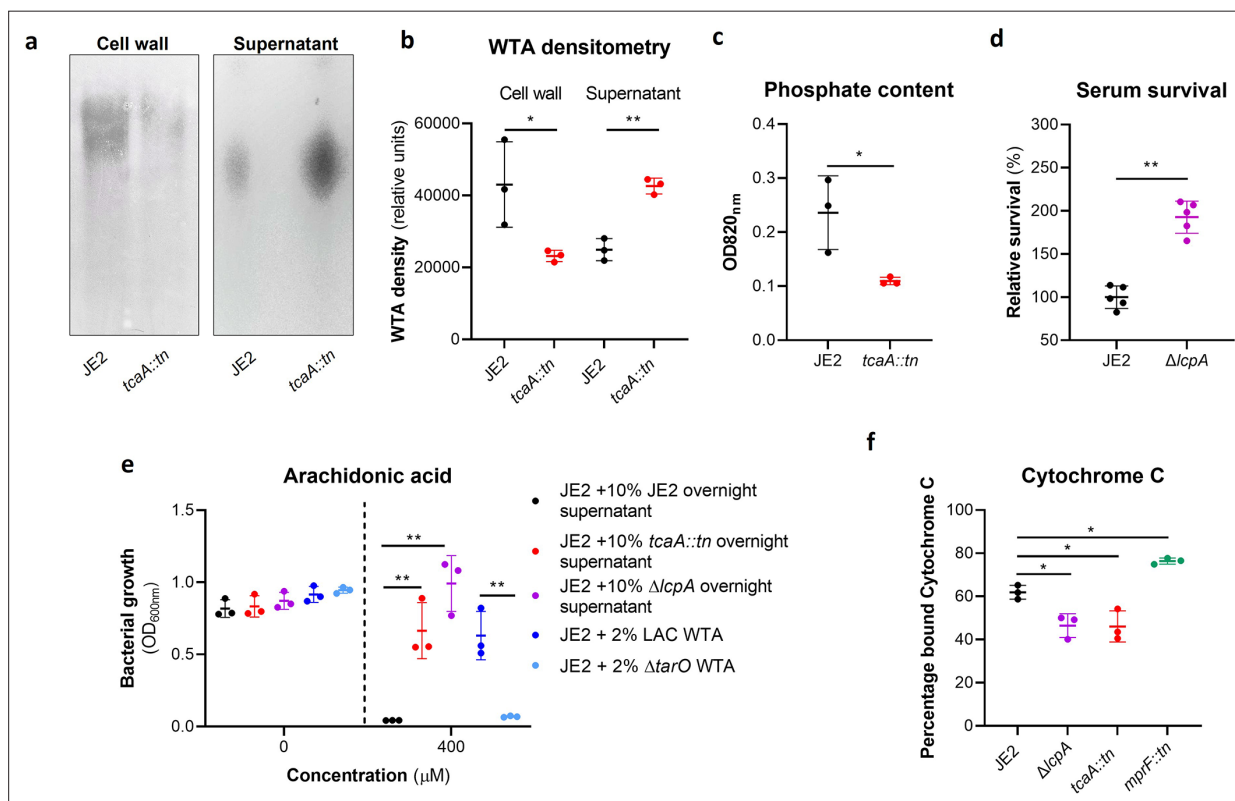 a
Cell wall
Supernatant
JE2
tcaA::tn
JE2
tcaA::tn
b
WTA densitometry
Cell wall
Supernatant
*
**
WTA density (relative units)
60000
40000
20000
0
JE2
tcaA::tn
JE2
tcaA::tn
c
Phosphate content
*
OD820nm
0.4
0.3
0.2
0.1
0.0
JE2
tcaA::tn
d
Serum survival
**
Relative survival (%)
300
250
200
150
100
50
JE2
ΔlcpA
e
Arachidonic acid
Bacterial growth
(OD600nm)
1.5
1.0
0.5
0.0
**
**
**
0
400
Concentration (μM)
JE2 +10% JE2 overnight
supernatant
JE2 +10% tcaA::tn overnight
supernatant
JE2 +10% ΔlcpA overnight
supernatant
JE2 + 2% LAC WTA
JE2 + 2% ΔtarO WTA
f
Cytochrome C
Percentage bound Cytochrome C
100
80
60
40
20
0
*
*
*
JE2
ΔlcpA
tcaA::tn
mprF::tn